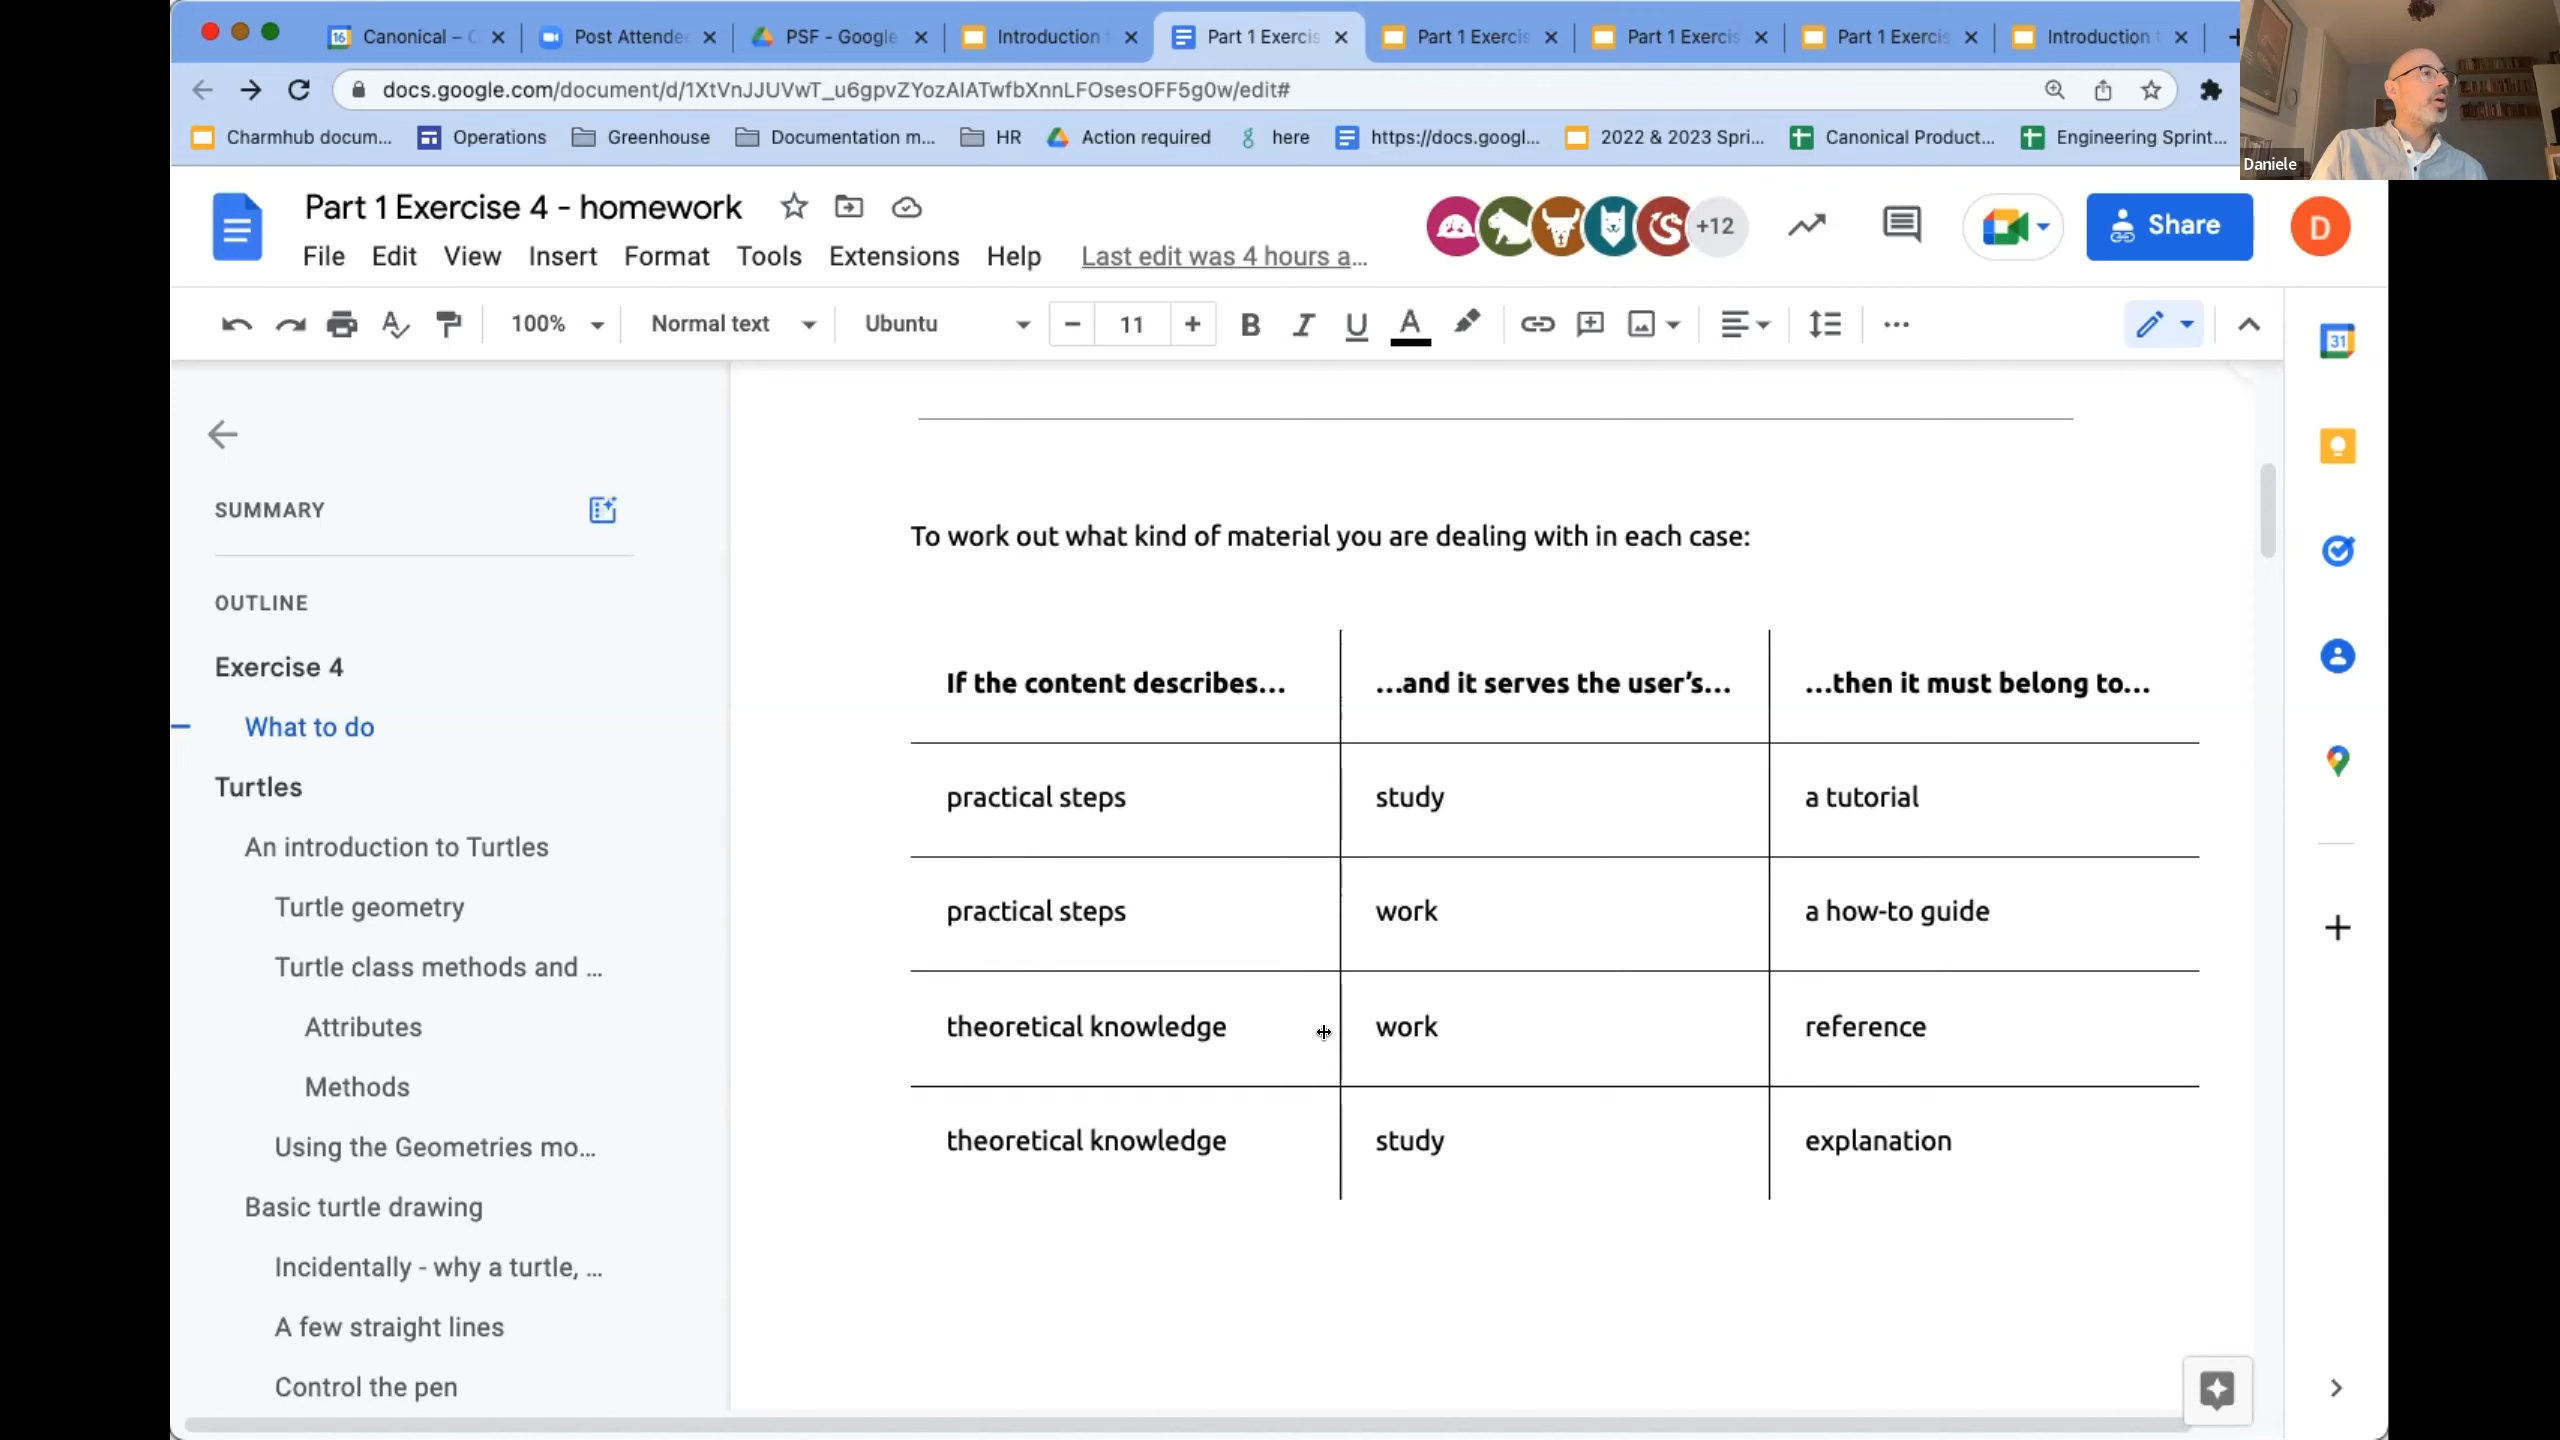 Canonical – C
Post Attende
PSF - Google
Introduction
Part 1 Exercis
Part 1 Exercis
Part 1 Exercis
Part 1 Exercis
Introduction
docs.google.com/document/d/1XtVnJJUVwT_u6gpvZYozAIATwfbXnnLFOsesOFF5g0w/edit#
Charmhub docum...
Operations
Greenhouse
Documentation m...
HR
Action required
here
https://docs.googl...
2022 & 2023 Spri...
Canonical Product...
Engineering Sprint...
Daniele
Part 1 Exercise 4 - homework
+12
Share
D
File Edit View Insert Format Tools Extensions Help Last edit was 4 hours a...
100% Normal text Ubuntu − 11 + B I U A
31
SUMMARY
OUTLINE
Exercise 4
What to do
Turtles
An introduction to Turtles
Turtle geometry
Turtle class methods and ...
Attributes
Methods
Using the Geometries mo...
Basic turtle drawing
Incidentally - why a turtle, ...
A few straight lines
Control the pen
To work out what kind of material you are dealing with in each case:
If the content describes... ...and it serves the user's... ...then it must belong to...
practical steps study a tutorial
practical steps work a how-to guide
theoretical knowledge work reference
theoretical knowledge study explanation